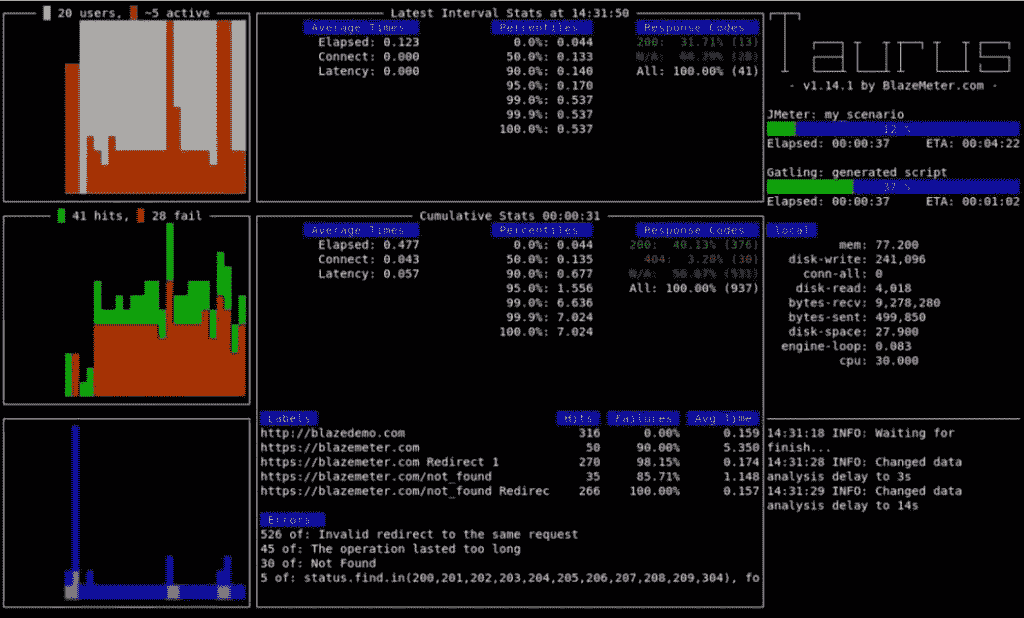 20 users, ~5 active
Latest Interval Stats at 14:31:50
Average Times
Elapsed: 0.123
Connect: 0.000
Latency: 0.000
Percentiles
0.0%: 0.044
50.0%: 0.133
90.0%: 0.140
95.0%: 0.170
99.0%: 0.537
99.9%: 0.537
100.0%: 0.537
Response Codes
200: 31.71% (13)
N/A:
All: 100.00% (41)
Taurus
- v1.14.1 by BlazeMeter.com -
JMeter: my_scenario
12 %
Elapsed: 00:00:37 ETA: 00:04:22
Gatling: generated script
37 %
Elapsed: 00:00:37 ETA: 00:01:02
41 hits, 28 fail
Cumulative Stats 00:00:31
Average Times
Elapsed: 0.477
Connect: 0.043
Latency: 0.057
Percentiles
0.0%: 0.044
50.0%: 0.135
90.0%: 0.677
95.0%: 1.556
99.0%: 6.636
99.9%: 7.024
100.0%: 7.024
Response Codes
200: 40.13% (376)
404: 3.20% (30)
N/A:
All: 100.00% (937)
local
mem: 77.200
disk-write: 241,096
conn-all: 0
disk-read: 4,018
bytes-recv: 9,278,280
bytes-sent: 499,850
disk-space: 27.900
engine-loop: 0.083
cpu: 30.000
Labels Hits Failures Avg Time
http://blazedemo.com 316 0.00% 0.159
https://blazemeter.com 50 90.00% 5.350
https://blazemeter.com Redirect 1 270 98.15% 0.174
https://blazemeter.com/not_found 35 85.71% 1.148
https://blazemeter.com/not_found Redirec 266 100.00% 0.157
Errors
526 of: Invalid redirect to the same request
45 of: The operation lasted too long
30 of: Not Found
5 of: status.find.in(200,201,202,203,204,205,206,207,208,209,304), fo
14:31:18 INFO: Waiting for
finish...
14:31:28 INFO: Changed data
analysis delay to 3s
14:31:29 INFO: Changed data
analysis delay to 14s